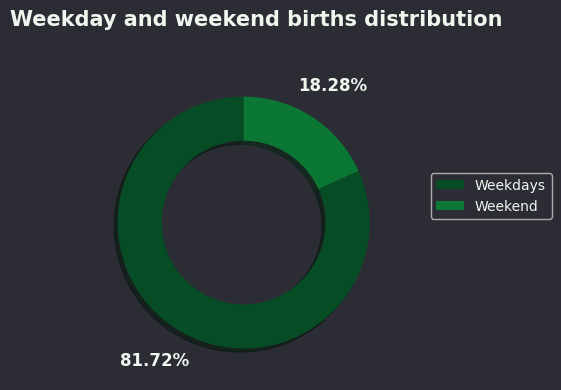 Weekday and weekend births distribution
18.28%
Weekdays
Weekend
81.72%